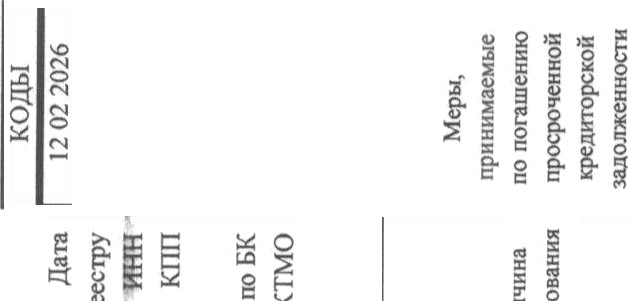 КОДЫ
Дата 12 02 2026
еестру
ИНН
КПП
по БК
КТМО
Меры,
принимаемые
по погашению
просроченной
кредиторской
задолженности
чина
ования